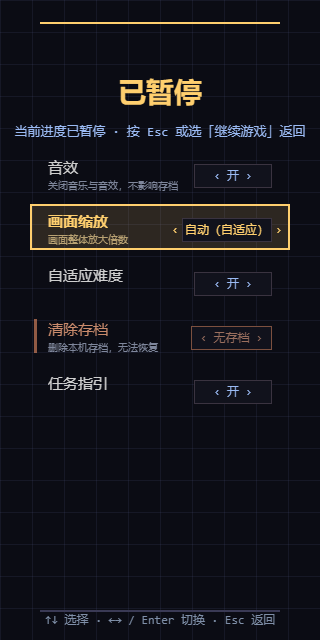 已暂停
当前进度已暂停 · 按 Esc 或选「继续游戏」返回
音效
‹ 开 ›
关闭音乐与音效，不影响存档
画面缩放
‹ 自动（自适应） ›
画面整体放大倍数
自适应难度
‹ 开 ›
清除存档
‹ 无存档 ›
删除本机存档，无法恢复
任务指引
‹ 开 ›
↑↓ 选择 · ←→ / Enter 切换 · Esc 返回